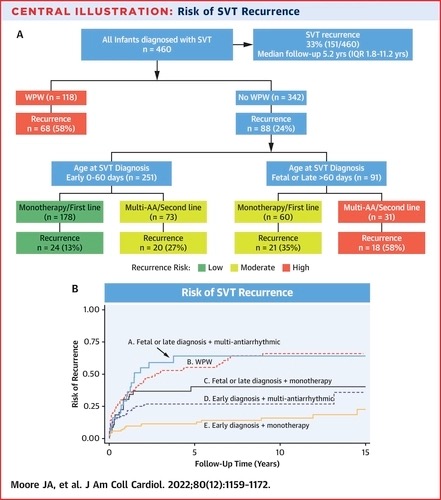 CENTRAL ILLUSTRATION: Risk of SVT Recurrence
A
All Infants diagnosed with SVT
n = 460
SVT recurrence
33% (151/460)
Median follow-up 5.2 yrs (IQR 1.8-11.2 yrs)
WPW (n = 118)
No WPW (n = 342)
Recurrence
n = 68 (58%)
Recurrence
n = 88 (24%)
Age at SVT Diagnosis
Early 0-60 days (n = 251)
Age at SVT Diagnosis
Fetal or Late >60 days (n = 91)
Monotherapy/First line
(n = 178)
Multi-AA/Second line
(n = 73)
Monotherapy/First line
(n = 60)
Multi-AA/Second line
(n = 31)
Recurrence
n = 24 (13%)
Recurrence
n = 20 (27%)
Recurrence
n = 21 (35%)
Recurrence
n = 18 (58%)
Recurrence Risk:
Low
Moderate
High
B
Risk of SVT Recurrence
Risk of Recurrence
1.00
0.75
0.50
0.25
0.00
A. Fetal or late diagnosis + multi-antiarrhythmic
B. WPW
C. Fetal or late diagnosis + monotherapy
D. Early diagnosis + multi-antiarrhythmic
E. Early diagnosis + monotherapy
0
5
10
15
Follow-Up Time (Years)
Moore JA, et al. J Am Coll Cardiol. 2022;80(12):1159–1172.